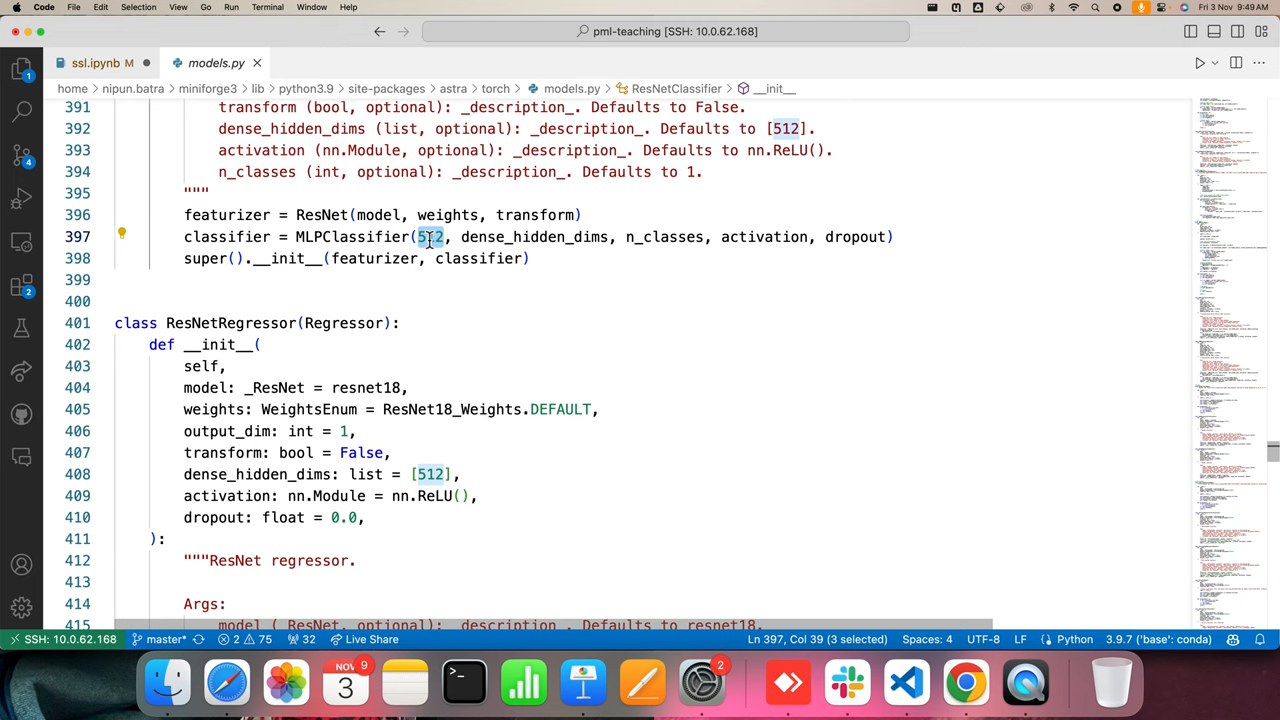 Code File Edit Selection View Go Run Terminal Window Help Fri 3 Nov 9:49 AM
pml-teaching [SSH: 10.0.62.168]
ssl.ipynb M models.py
home > nipun.batra > miniforge3 > lib > python3.9 > site-packages > astra > torch > models.py > ResNetClassifier > __init__
391 transform (bool, optional): _description_. Defaults to False.
392 dense_hidden_dims (list, optional): _description_. Defaults to [512].
393 activation (nn.Module, optional): _description_. Defaults to nn.ReLU()
394 n_classes (int, optional): _description_. Defaults to
395 """
396 featurizer = ResNet(model, weights, transform)
397 classifier = MLPClassifier( hidden_dims, n_classes, activation, dropout)
398 super().__init__(featurizer, classifier)
399
400
401 class ResNetRegressor(Regressor):
402 def __init__(
403 self,
404 model: _ResNet = resnet18,
405 weights: WeightsEnum = ResNet18_Weights.DEFAULT,
406 output_dim: int = 1,
407 transform: bool = False,
408 dense_hidden_dims: list = [512],
409 activation: nn.Module = nn.ReLU(),
410 dropout: float = 0.0,
411 ):
412 """ResNet regressor.
413
414 Args:
415
1
4
2
SSH: 10.0.62.168 master* 2 75 32 Live Share (3 selected) Spaces: 4 UTF-8 LF Python 3.9.7 ('base': conda)
NOV 9
3
2